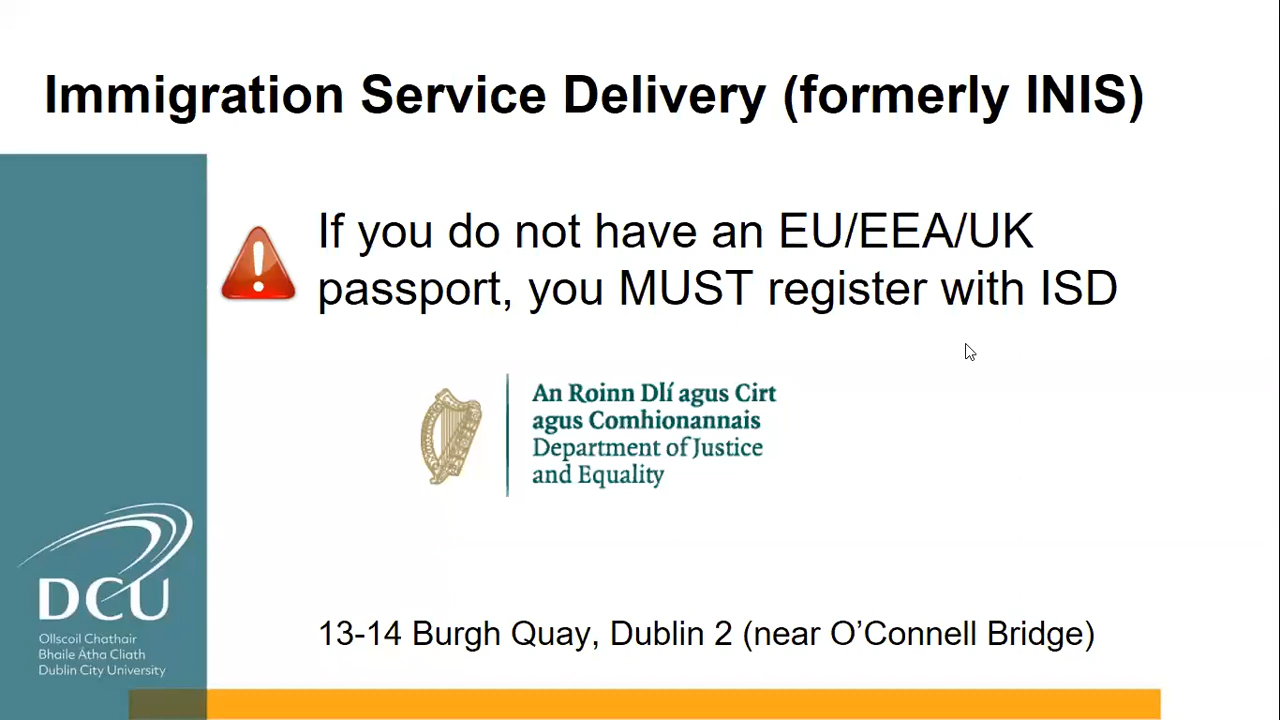 Immigration Service Delivery (formerly INIS)
If you do not have an EU/EEA/UK
passport, you MUST register with ISD
An Roinn Dlí agus Cirt
agus Comhionannais
Department of Justice
and Equality
DCU
Ollscoil Chathair
Bhaile Átha Cliath
Dublin City University
13-14 Burgh Quay, Dublin 2 (near O’Connell Bridge)